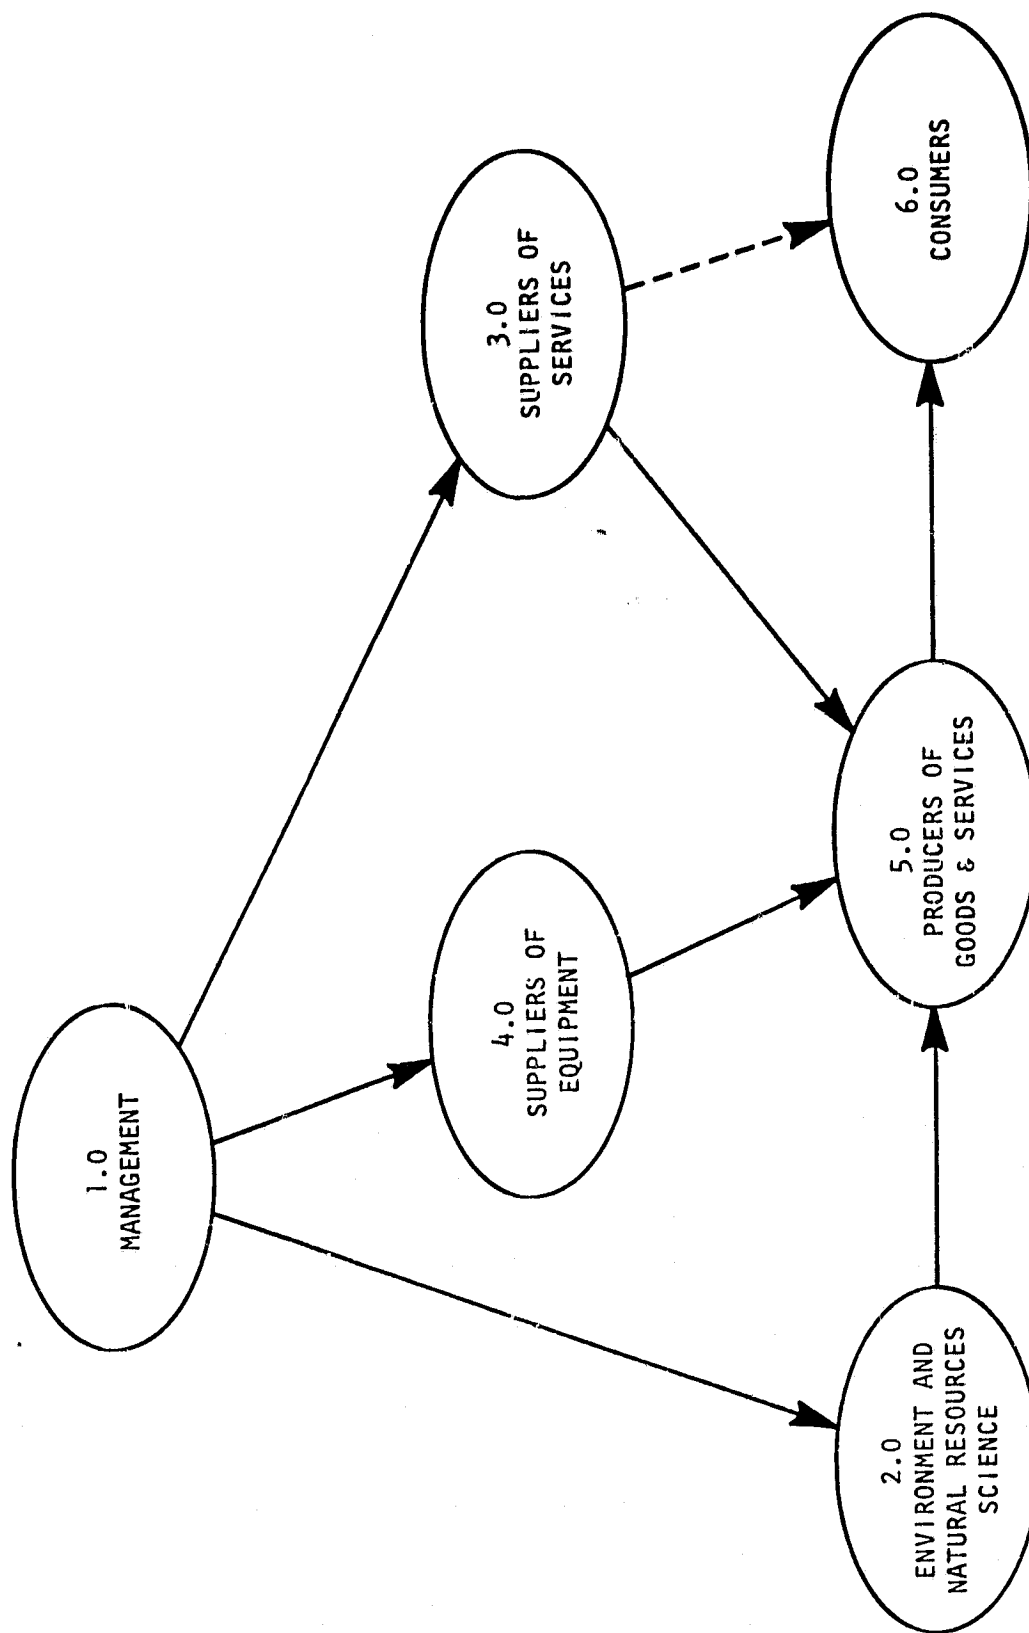 1.0
MANAGEMENT
4.0
SUPPLIERS OF
EQUIPMENT
3.0
SUPPLIERS OF
SERVICES
2.0
ENVIRONMENT AND
NATURAL RESOURCES
SCIENCE
5.0
PRODUCERS OF
GOODS & SERVICES
6.0
CONSUMERS